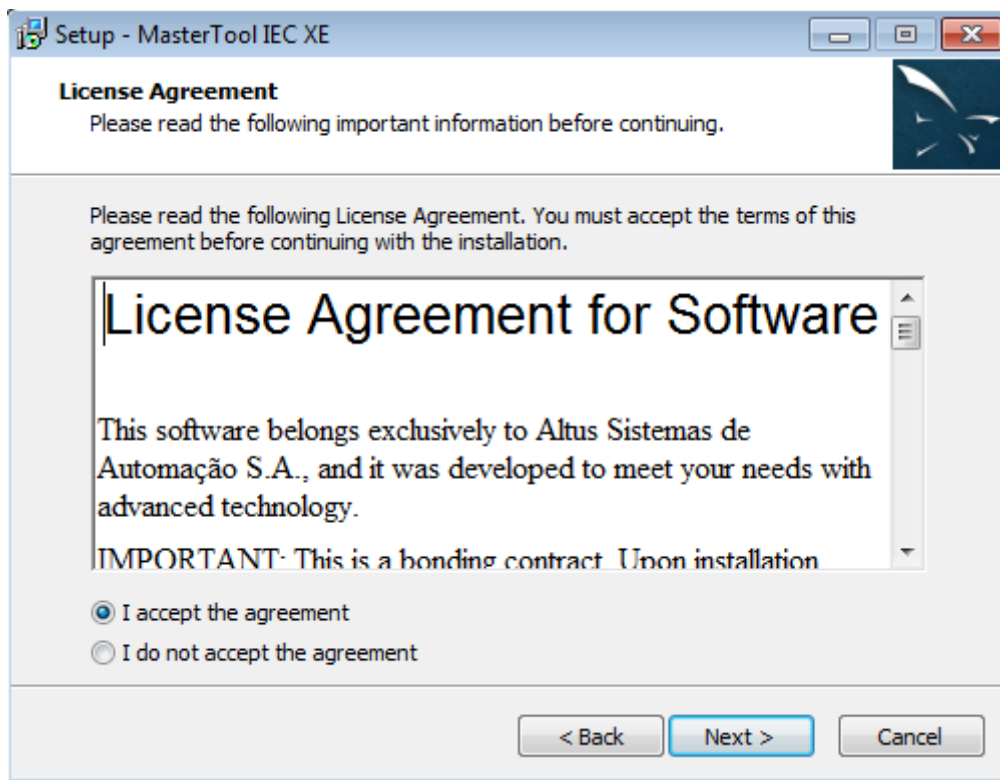 Setup - MasterTool IEC XE
License Agreement
Please read the following important information before continuing.
Please read the following License Agreement. You must accept the terms of this
agreement before continuing with the installation.
License Agreement for Software
This software belongs exclusively to Altus Sistemas de
Automação S.A., and it was developed to meet your needs with
advanced technology.
IMPORTANT: This is a bonding contract. Upon installation
I accept the agreement
I do not accept the agreement
< Back
Next >
Cancel